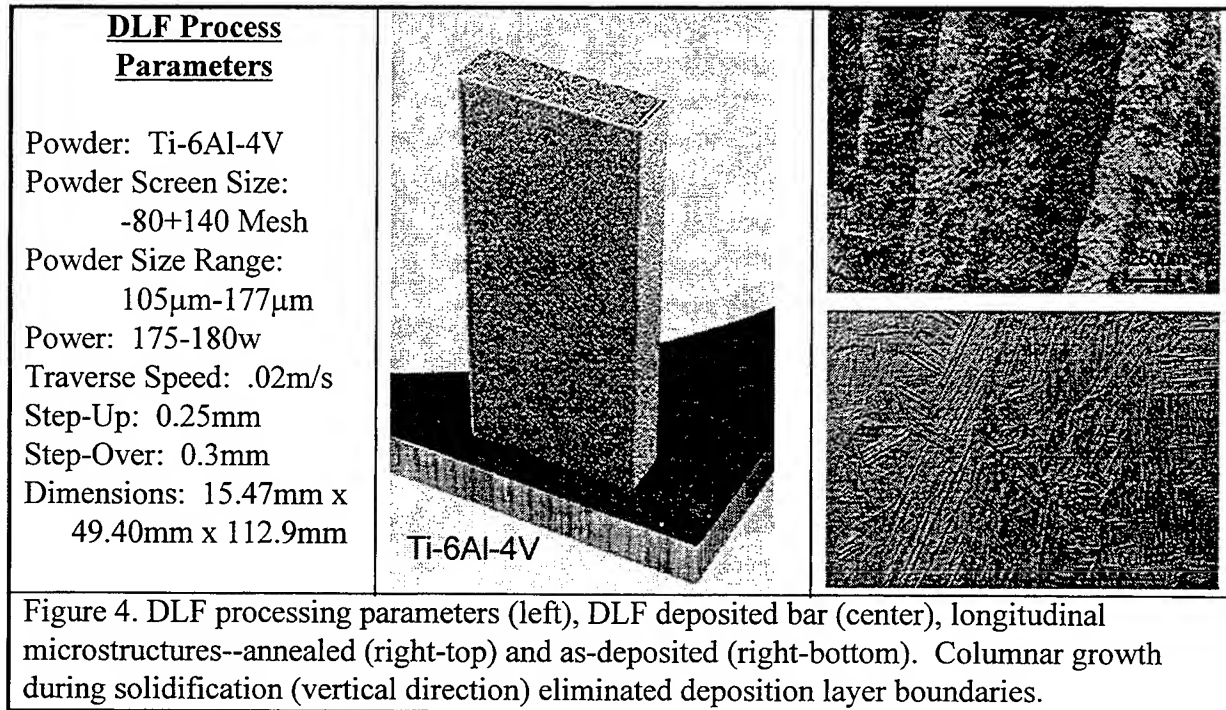 DLF Process
Parameters
Powder: Ti-6Al-4V
Powder Screen Size:
-80+140 Mesh
Powder Size Range:
105µm-177µm
Power: 175-180w
Traverse Speed: .02m/s
Step-Up: 0.25mm
Step-Over: 0.3mm
Dimensions: 15.47mm x
49.40mm x 112.9mm
Ti-6Al-4V
250µm
Figure 4. DLF processing parameters (left), DLF deposited bar (center), longitudinal
microstructures--annealed (right-top) and as-deposited (right-bottom). Columnar growth
during solidification (vertical direction) eliminated deposition layer boundaries.